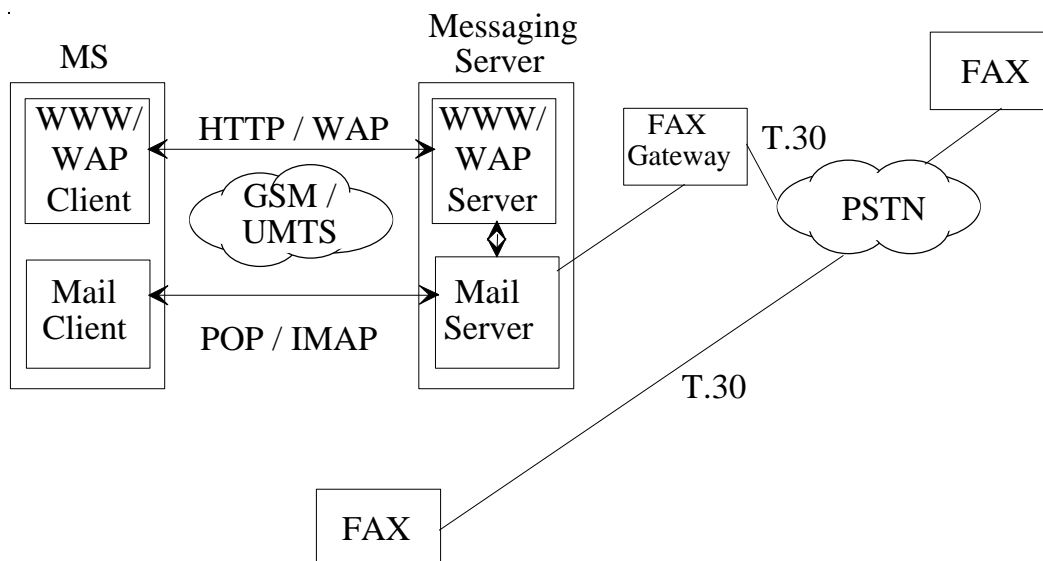 MS
WWW/
WAP
Client
Mail
Client
HTTP / WAP
GSM /
UMTS
POP / IMAP
Messaging
Server
WWW/
WAP
Server
Mail
Server
FAX
Gateway
T.30
PSTN
FAX
T.30
FAX